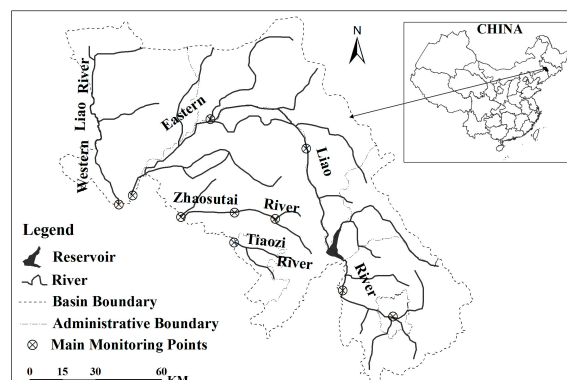 CHINA
N
Western Liao River
Eastern
Liao
River
Zhaosutai River
Tiaozi River
Legend
Reservoir
River
Basin Boundary
Administrative Boundary
Main Monitoring Points
0 15 30 60
KM